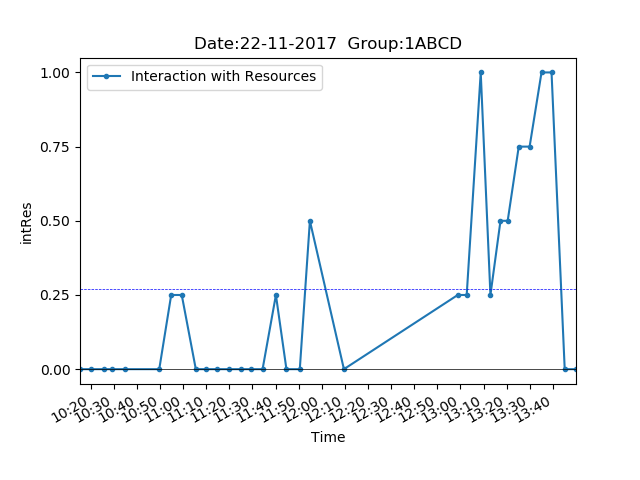 Date:22-11-2017  Group:1ABCD
Interaction with Resources
1.00
0.75
0.50
0.25
0.00
intRes
10:20 10:30 10:40 10:50 11:00 11:10 11:20 11:30 11:40 11:50 12:00 12:10 12:20 12:30 12:40 12:50 13:00 13:10 13:20 13:30 13:40
Time